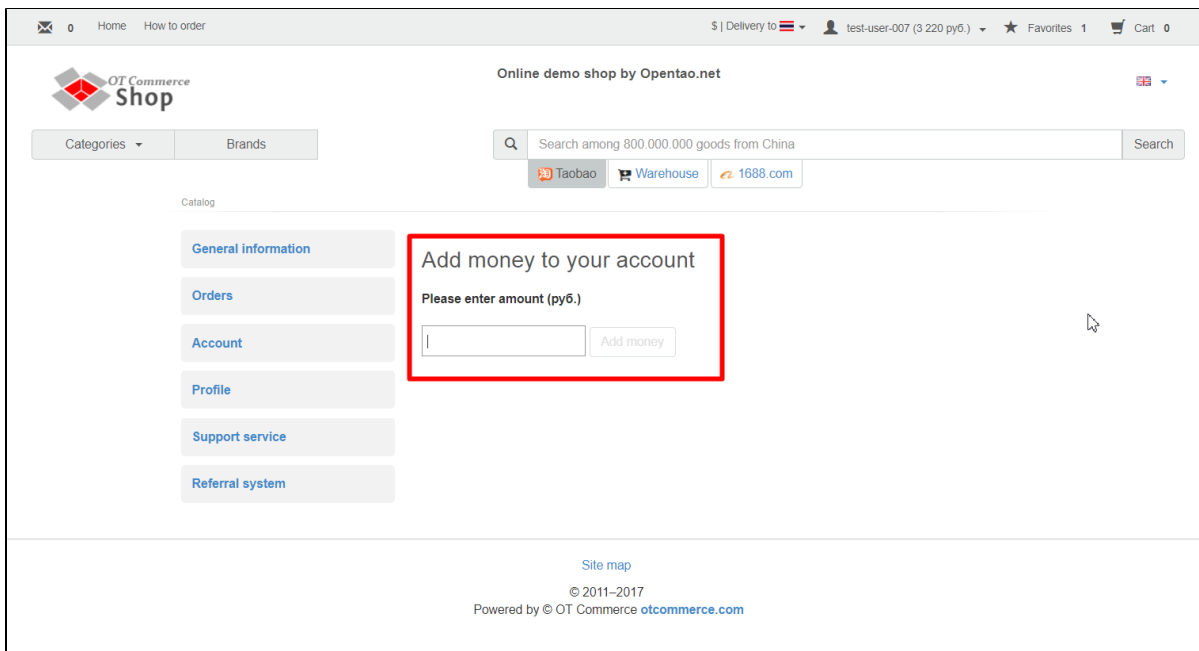 0 Home How to order $ | Delivery to test-user-007 (3 220 руб.) Favorites 1 Cart 0
OT Commerce
Shop
Online demo shop by Opentao.net
Categories Brands Search among 800.000.000 goods from China Search
淘 Taobao Warehouse 1688.com
Catalog
General information
Orders
Account
Profile
Support service
Referral system
Add money to your account
Please enter amount (руб.)
Add money
Site map
© 2011–2017
Powered by © OT Commerce otcommerce.com